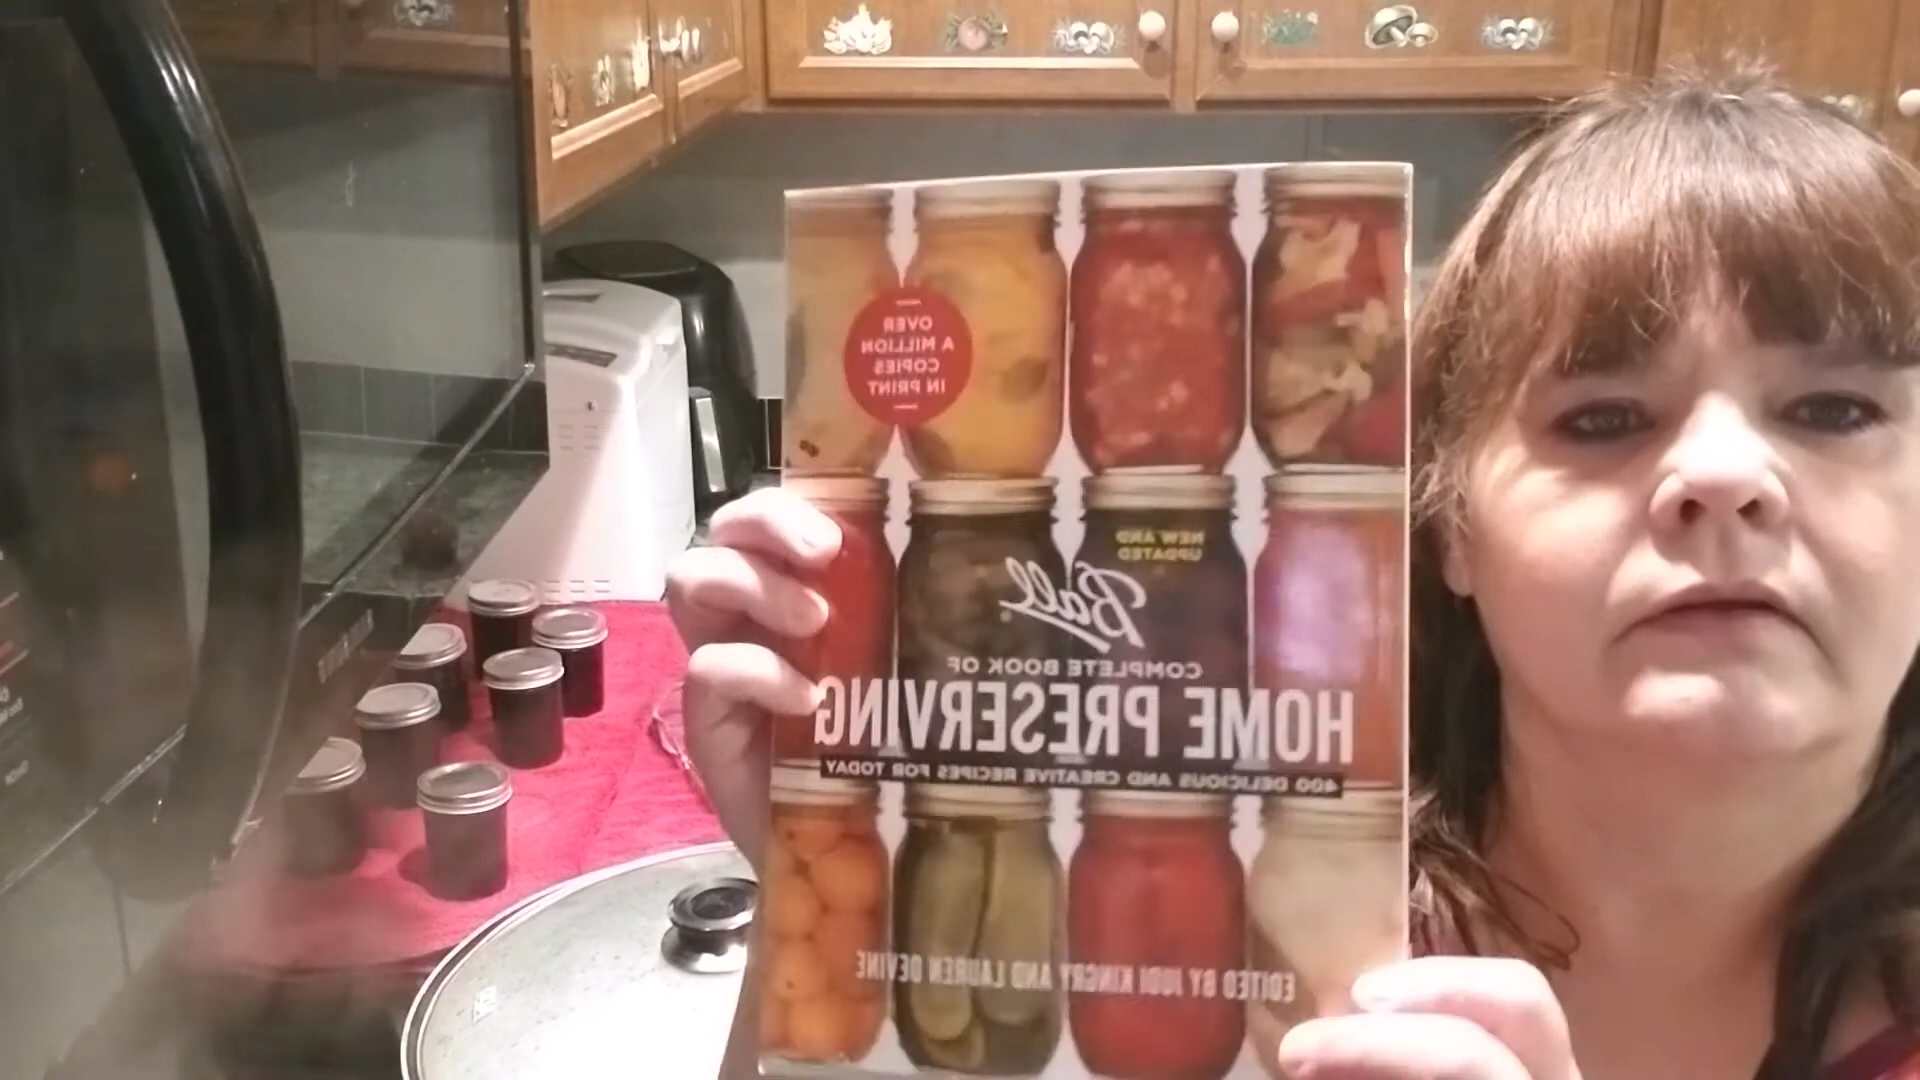 OVER
A MILLION
COPIES
IN PRINT
NEW AND
UPDATED
Ball
COMPLETE BOOK OF
HOME PRESERVING
400 DELICIOUS AND CREATIVE RECIPES FOR TODAY
EDITED BY JUDI KINGRY AND LAUREN DEVINE